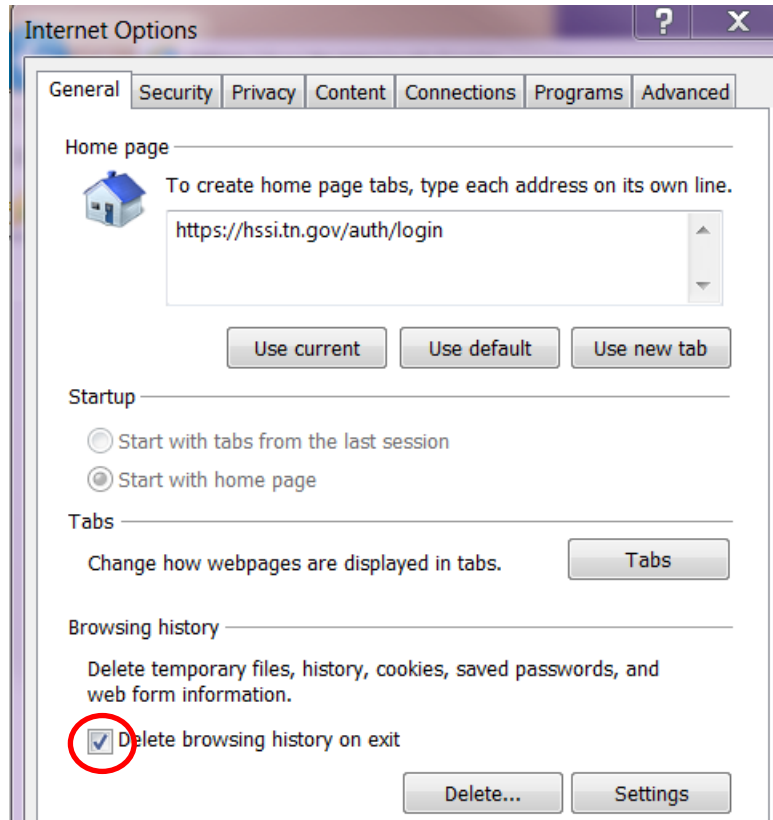 Internet Options
? X
General Security Privacy Content Connections Programs Advanced
Home page
To create home page tabs, type each address on its own line.
https://hssi.tn.gov/auth/login
Use current Use default Use new tab
Startup
Start with tabs from the last session
Start with home page
Tabs
Change how webpages are displayed in tabs. Tabs
Browsing history
Delete temporary files, history, cookies, saved passwords, and
web form information.
Delete browsing history on exit
Delete... Settings